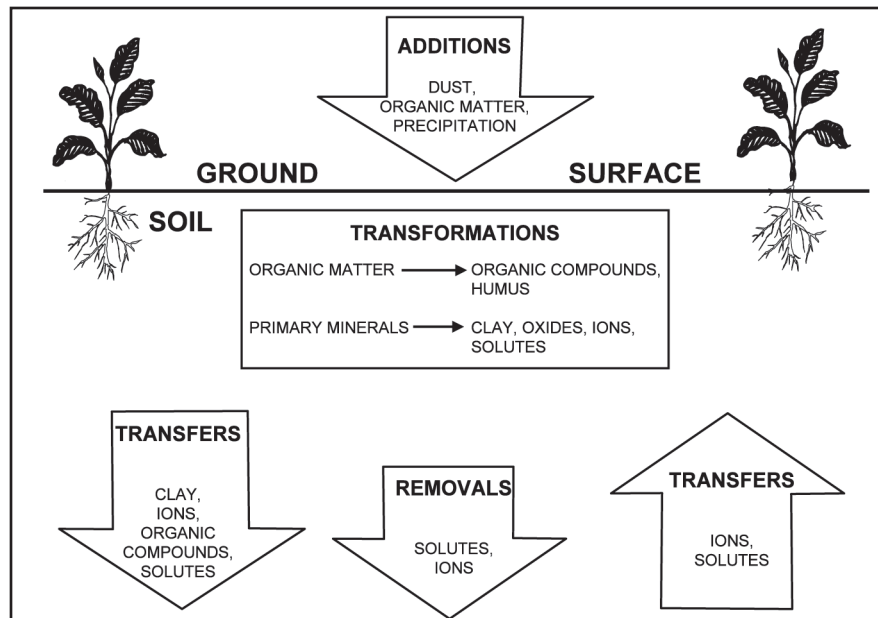 ADDITIONS
DUST,
ORGANIC MATTER,
PRECIPITATION
GROUND SURFACE
SOIL
TRANSFORMATIONS
ORGANIC MATTER ORGANIC COMPOUNDS,
HUMUS
PRIMARY MINERALS CLAY, OXIDES, IONS,
SOLUTES
TRANSFERS
CLAY,
IONS,
ORGANIC
COMPOUNDS,
SOLUTES
REMOVALS
SOLUTES,
IONS
TRANSFERS
IONS,
SOLUTES